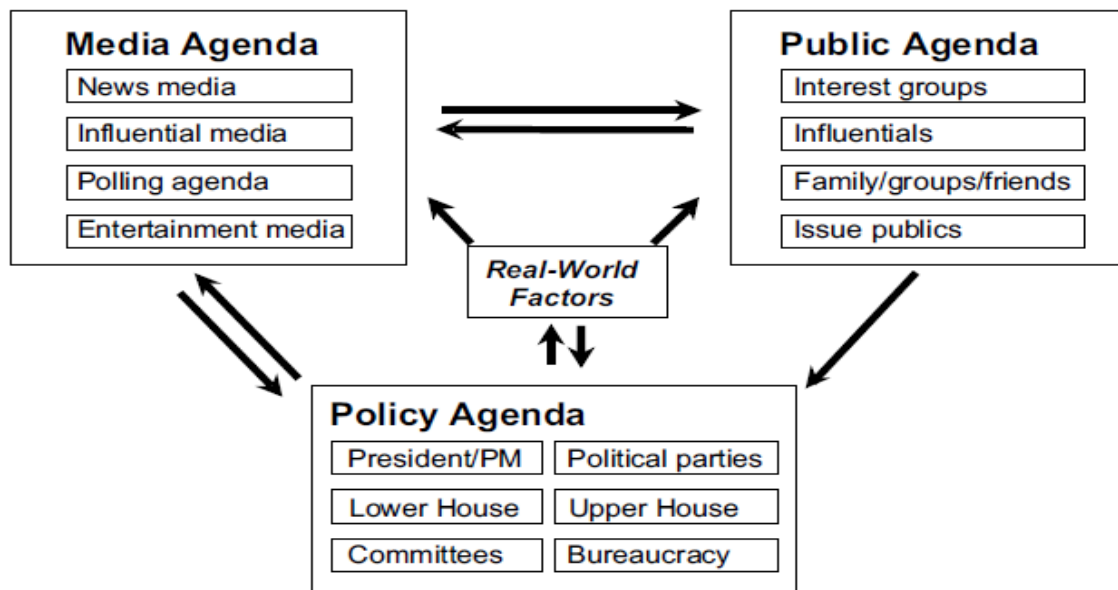 Media Agenda
News media
Influential media
Polling agenda
Entertainment media
Public Agenda
Interest groups
Influentials
Family/groups/friends
Issue publics
Real-World
Factors
Policy Agenda
President/PM
Political parties
Lower House
Upper House
Committees
Bureaucracy